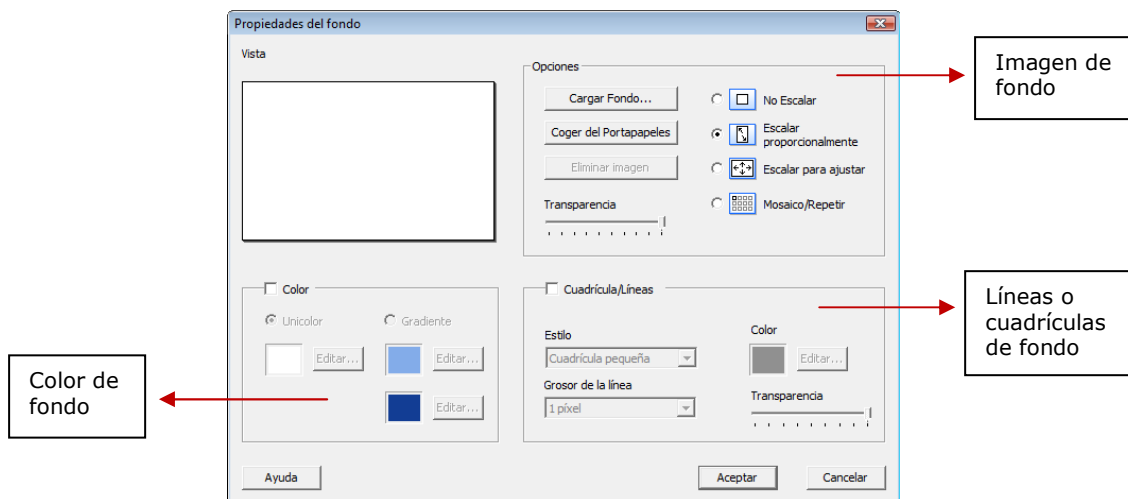 Propiedades del fondo
Vista
Opciones
Cargar Fondo...
Coger del Portapapeles
Eliminar imagen
Transparencia
No Escalar
Escalar
proporcionalmente
Escalar para ajustar
Mosaico/Repetir
Imagen de
fondo
Color
Unicolor
Gradiente
Editar...
Editar...
Editar...
Color de
fondo
Cuadrícula/Líneas
Estilo
Cuadrícula pequeña
Grosor de la línea
1 píxel
Color
Editar...
Transparencia
Líneas o
cuadrículas
de fondo
Ayuda
Aceptar
Cancelar